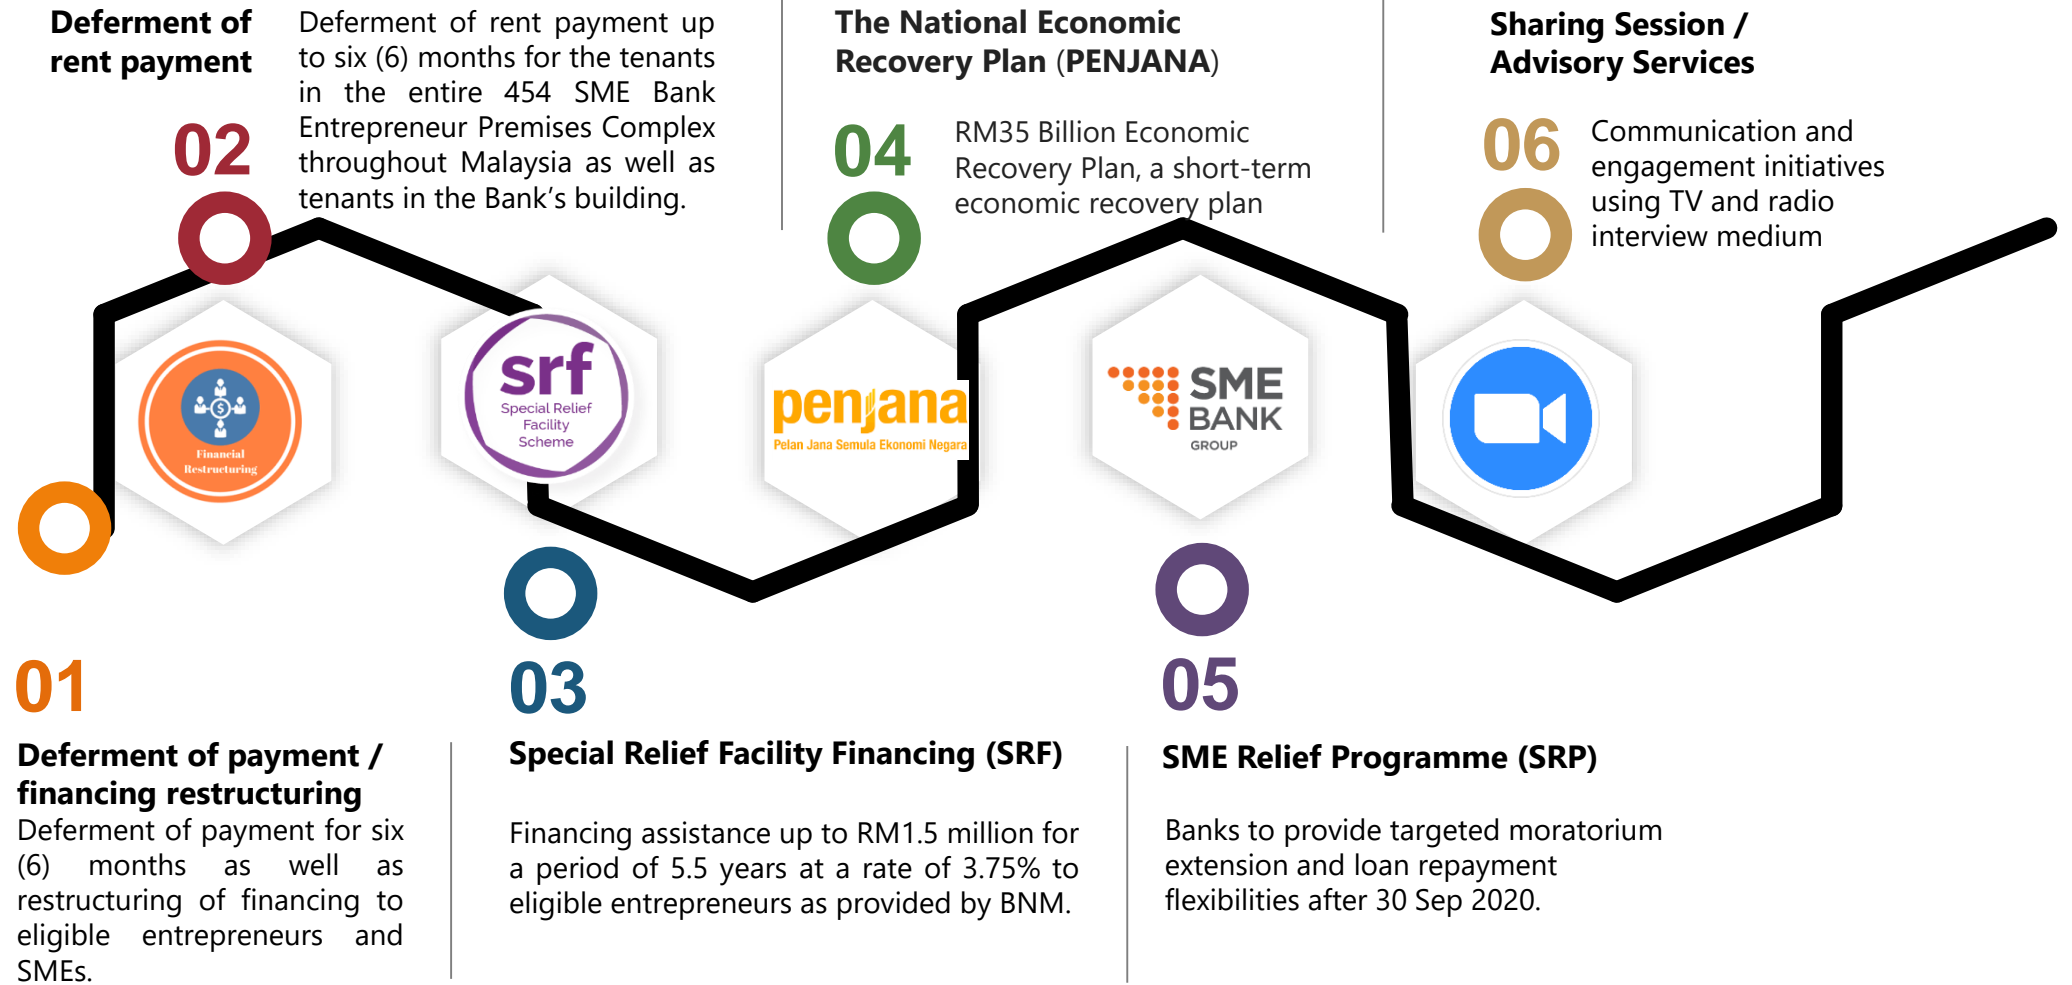 Deferment of
rent payment
02
Deferment of rent payment up
to six (6) months for the tenants
in the entire 454 SME Bank
Entrepreneur Premises Complex
throughout Malaysia as well as
tenants in the Bank's building.
The National Economic
Recovery Plan (PENJANA)
04
RM35 Billion Economic
Recovery Plan, a short-term
economic recovery plan
Sharing Session /
Advisory Services
06
Communication and
engagement initiatives
using TV and radio
interview medium
$
Financial
Restructuring
srf
Special Relief
Facility
Scheme
penjana
Pelan Jana Semula Ekonomi Negara
SME
BANK
GROUP
01
Deferment of payment /
financing restructuring
Deferment of payment for six
(6) months as well as
restructuring of financing to
eligible entrepreneurs and
SMEs.
03
Special Relief Facility Financing (SRF)
Financing assistance up to RM1.5 million for
a period of 5.5 years at a rate of 3.75% to
eligible entrepreneurs as provided by BNM.
05
SME Relief Programme (SRP)
Banks to provide targeted moratorium
extension and loan repayment
flexibilities after 30 Sep 2020.